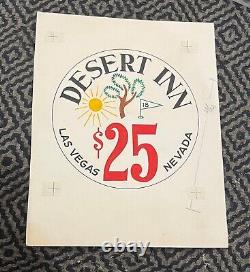 DESERT INN
18
$25
LAS VEGAS
NEVADA